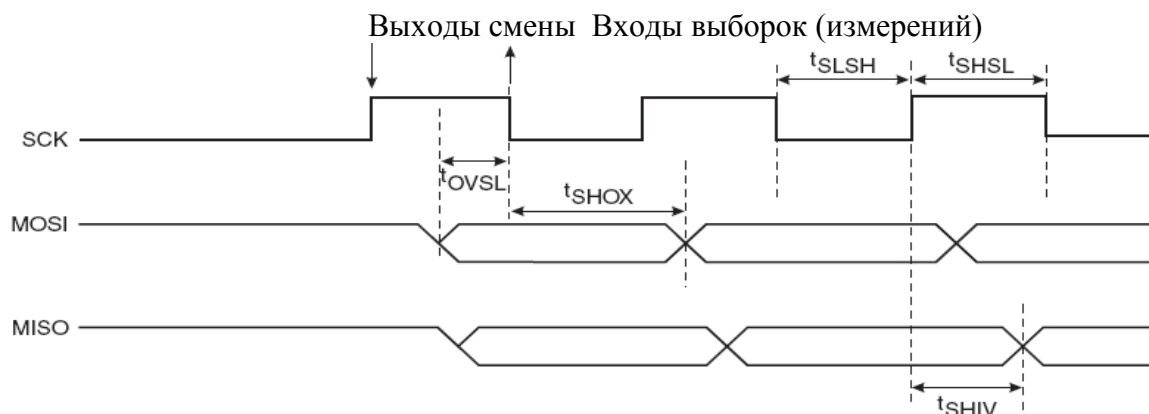 Выходы смены Входы выборок (измерений)
tSLSH tSHSL
SCK
tOVSL
tSHOX
MOSI
MISO
tSHIV